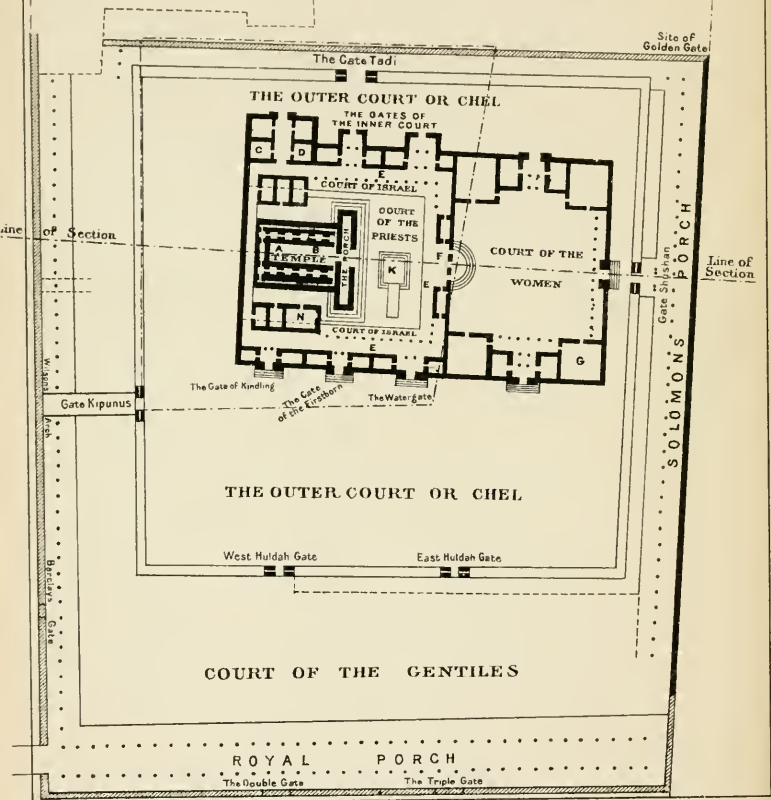 Site of
Golden Gate
The Gate Tadi
THE OUTER COURT OR CHEL
THE GATES OF
THE INNER COURT
C
D
E
COURT OF ISRAEL
COURT
OF THE
PRIESTS
Line of Section
A
B
TEMPLE
THE PORCH
K
F
E
COURT OF THE
WOMEN
Gate Shushan
SOLOMONS PORCH
Line of
Section
N
COURT OF ISRAEL
E
G
The Gate of Kindling
The Gate
of the Firstborn
The Watergate
Wilsons Arch
Gate Kipunus
THE OUTER COURT OR CHEL
West Huldah Gate
East Huldah Gate
Barclays Gate
COURT OF THE GENTILES
ROYAL PORCH
The Double Gate
The Triple Gate